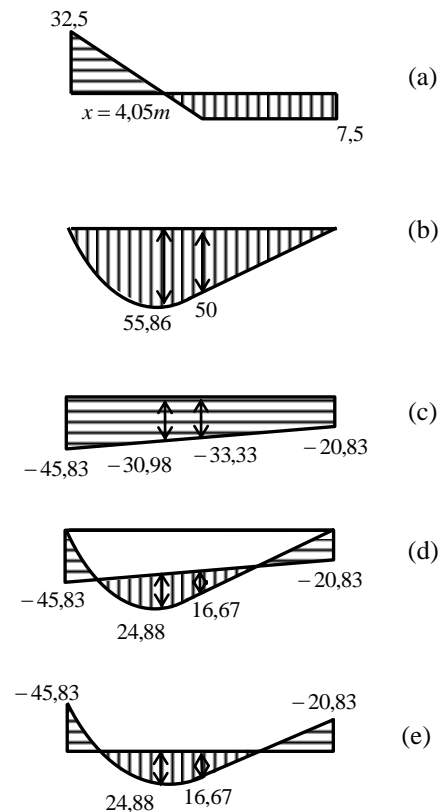 32,5
(a)
x = 4,05m
7,5
(b)
55,86
50
(c)
−45,83
−30,98
−33,33
−20,83
(d)
−45,83
24,88
16,67
−20,83
−45,83
−20,83
(e)
24,88
16,67